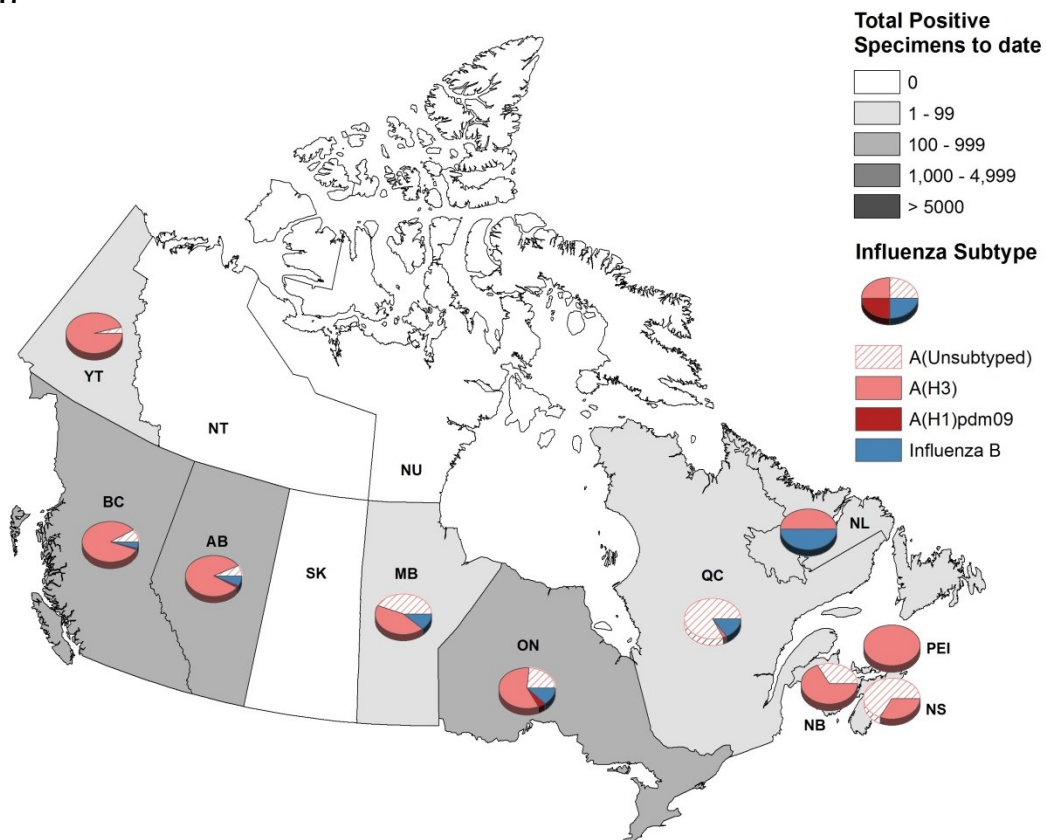 Total Positive
Specimens to date
0
1 - 99
100 - 999
1,000 - 4,999
> 5000
Influenza Subtype
A(Unsubtyped)
A(H3)
A(H1)pdm09
Influenza B
YT
NT
NU
BC
AB
SK
MB
ON
QC
NL
PEI
NB
NS